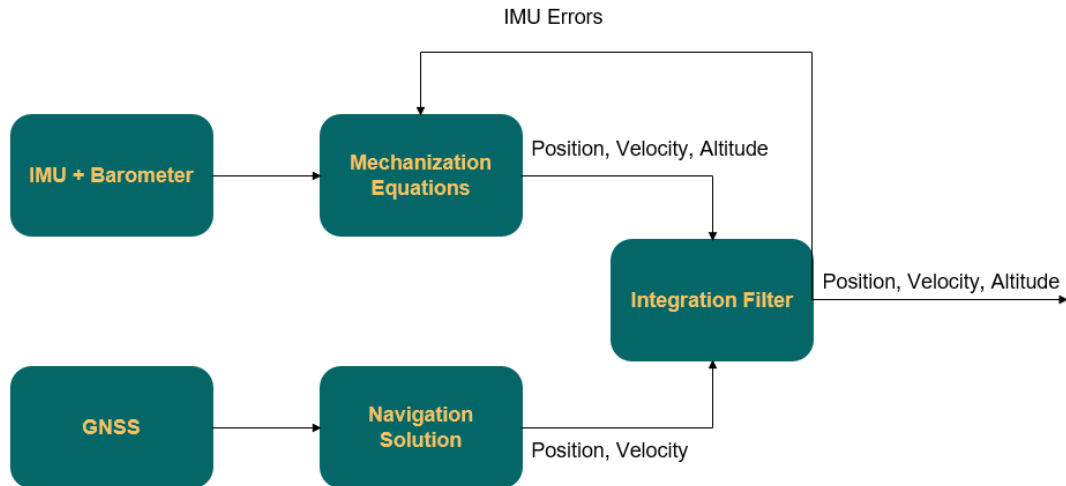 IMU Errors
IMU + Barometer
Mechanization
Equations
Position, Velocity, Altitude
Integration Filter
Position, Velocity, Altitude
GNSS
Navigation
Solution
Position, Velocity